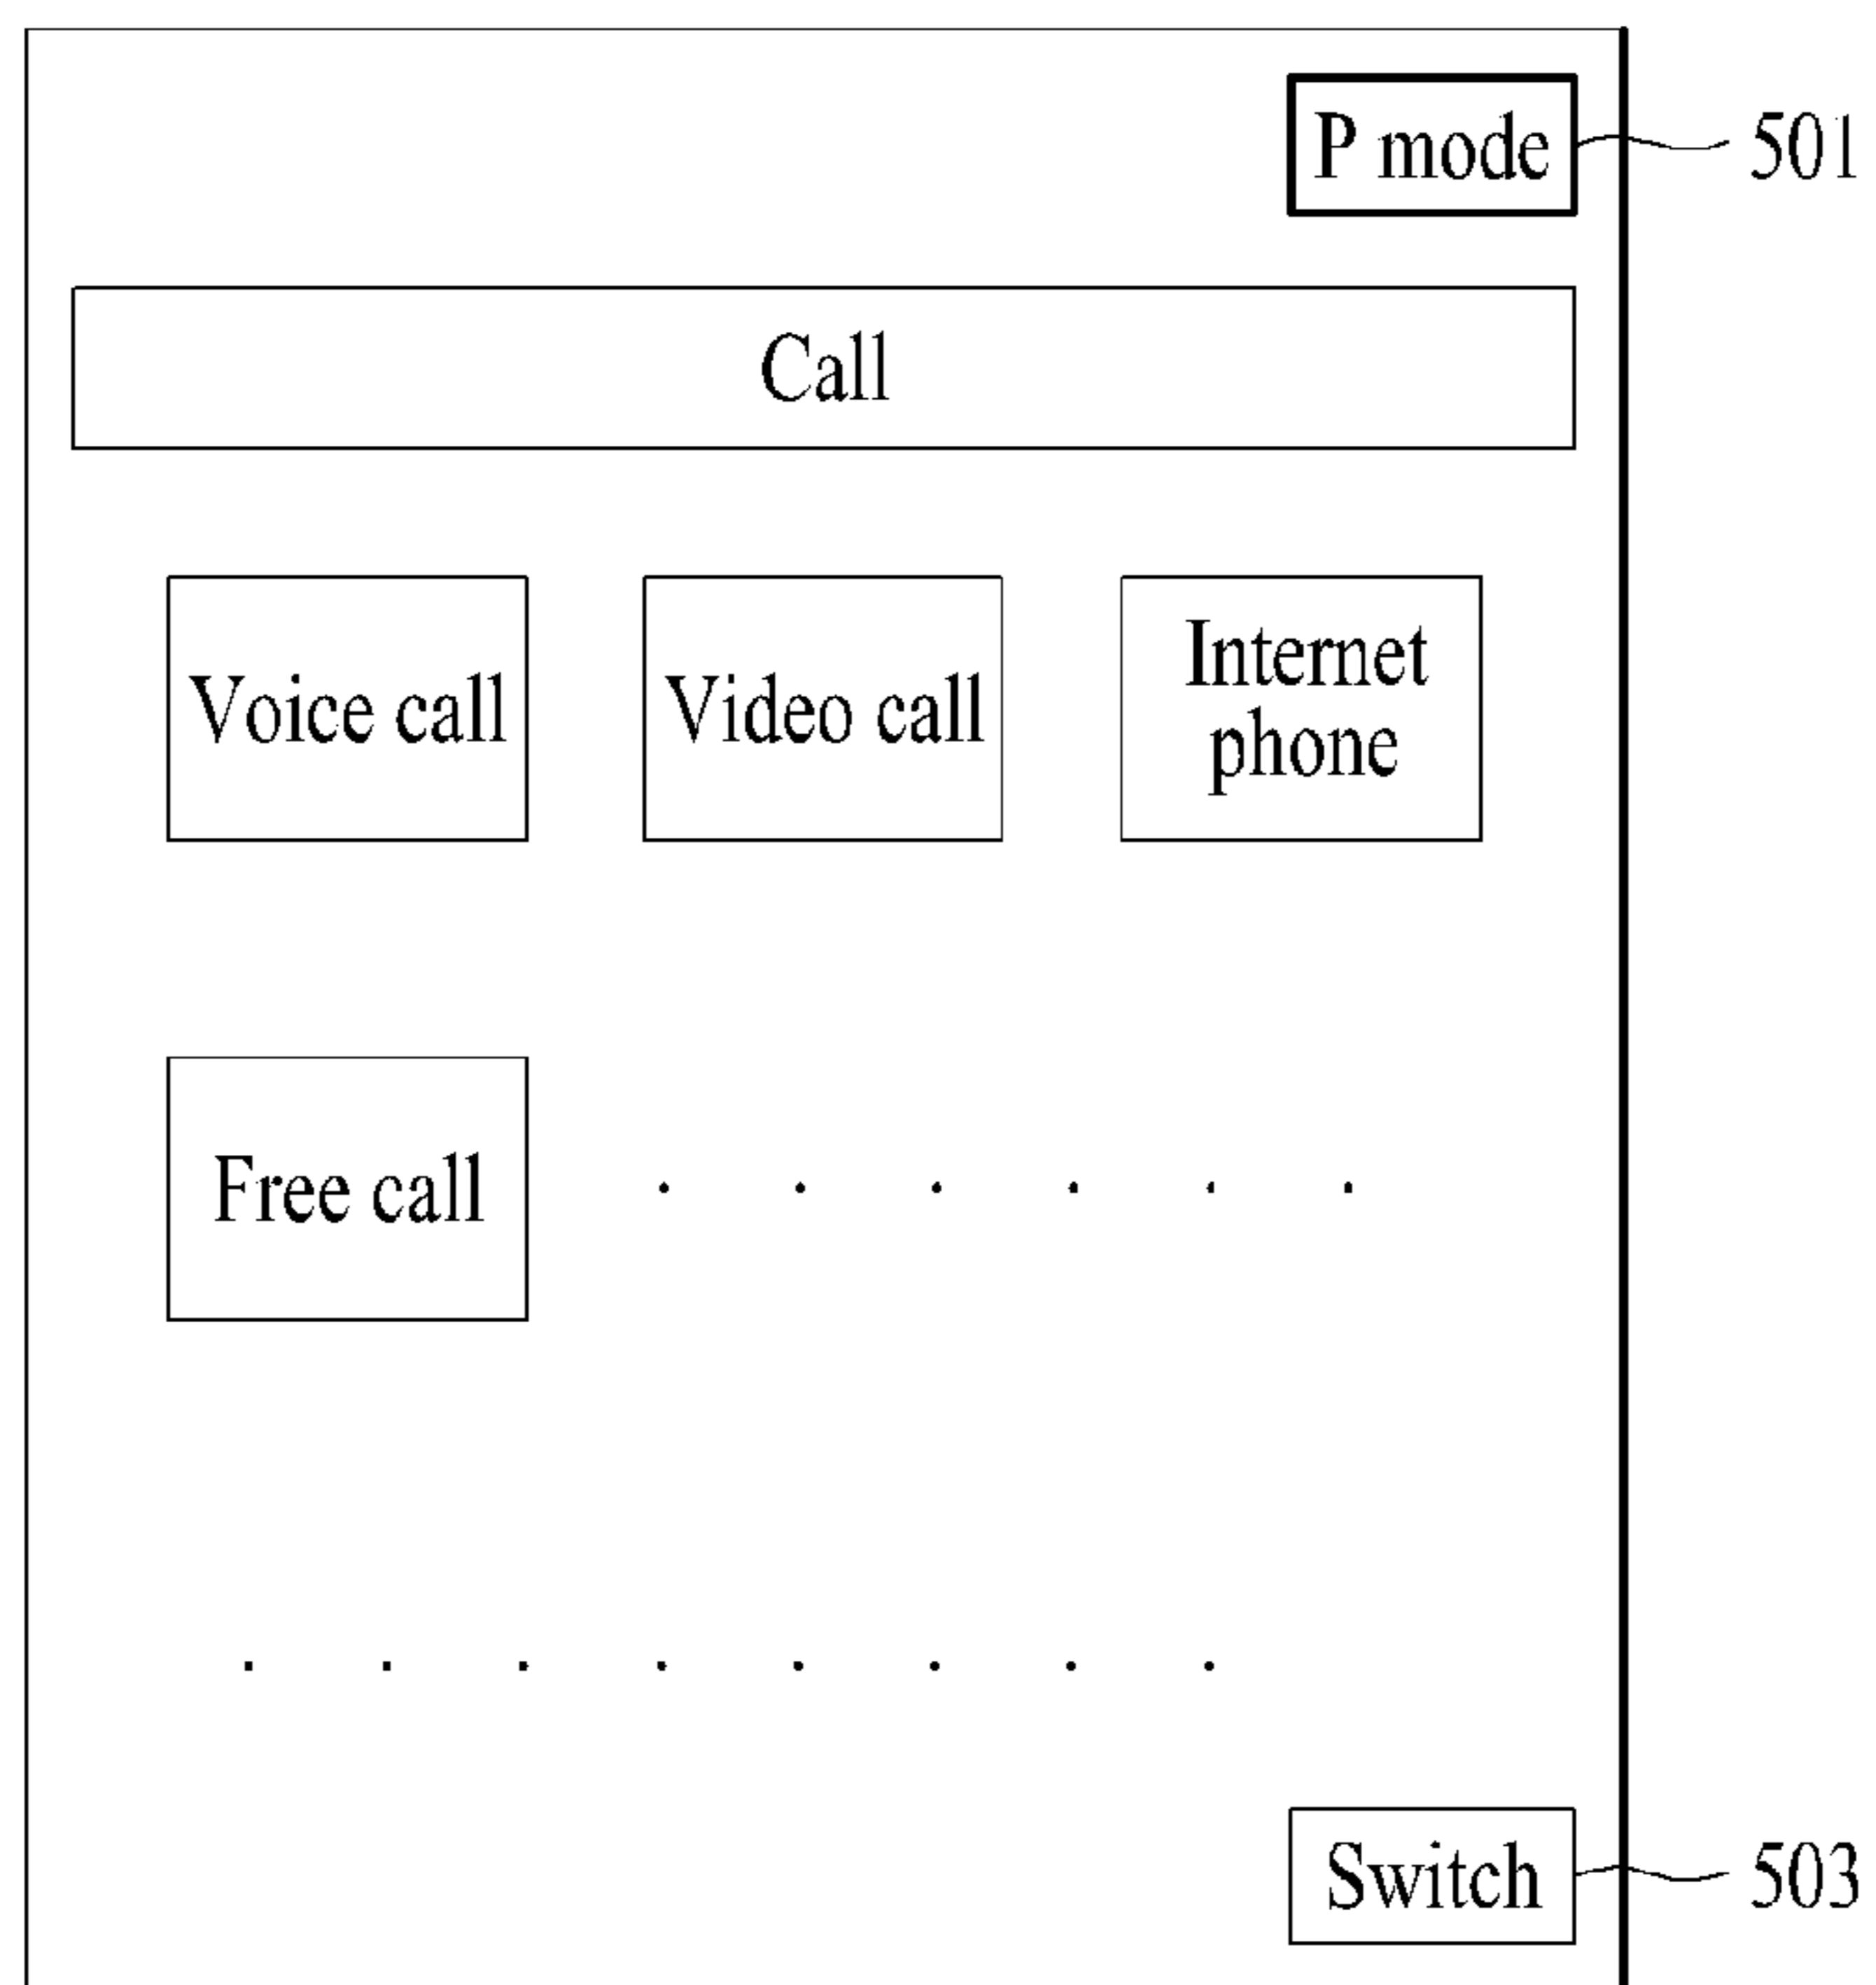 P mode
501
Call
Voice call
Video call
Internet
phone
Free call
Switch
503